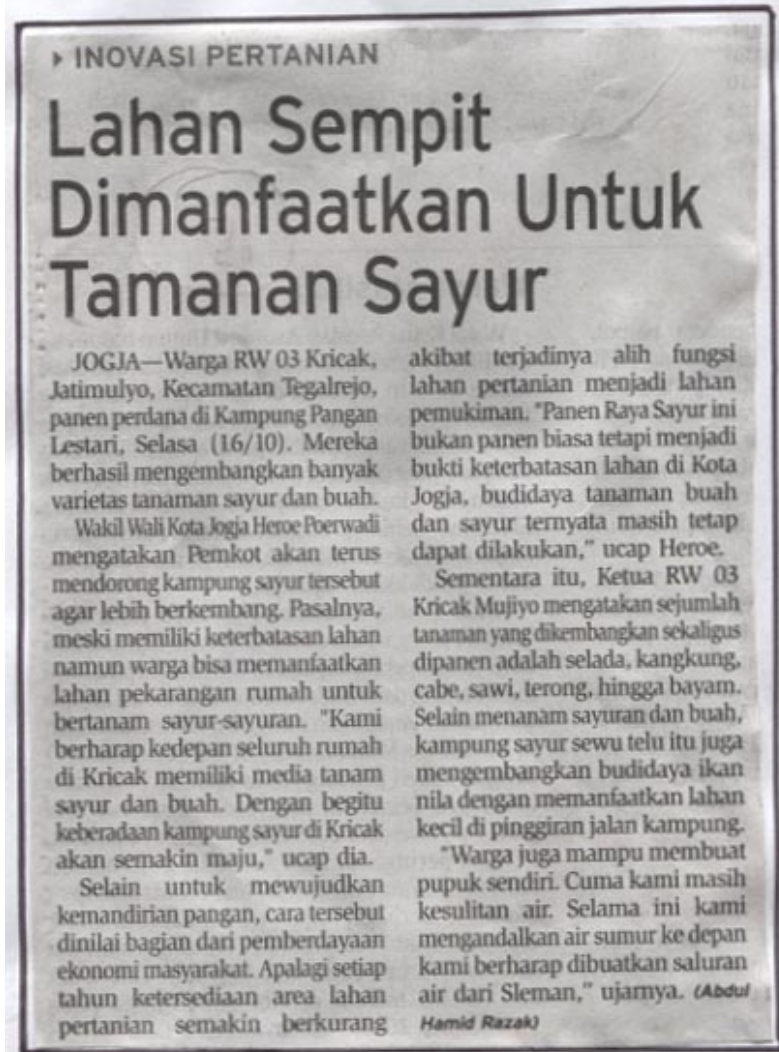 INOVASI PERTANIAN
Lahan Sempit
Dimanfaatkan Untuk
Tamanan Sayur
JOGJA—Warga RW 03 Kricak,
Jatimulyo, Kecamatan Tegalrejo,
panen perdana di Kampung Pangan
Lestari, Selasa (16/10). Mereka
berhasil mengembangkan banyak
varietas tanaman sayur dan buah.
Wakil Wali Kota Jogja Heroe Poerwadi
mengatakan Pemkot akan terus
mendorong kampung sayur tersebut
agar lebih berkembang. Pasalnya,
meski memiliki keterbatasan lahan
namun warga bisa memanfaatkan
lahan pekarangan rumah untuk
bertanam sayur-sayuran. "Kami
berharap kedepan seluruh rumah
di Kricak memiliki media tanam
sayur dan buah. Dengan begitu
keberadaan kampung sayur di Kricak
akan semakin maju," ucap dia.
Selain untuk mewujudkan
kemandirian pangan, cara tersebut
dinilai bagian dari pemberdayaan
ekonomi masyarakat. Apalagi setiap
tahun ketersediaan area lahan
pertanian semakin berkurang
akibat terjadinya alih fungsi
lahan pertanian menjadi lahan
pemukiman. "Panen Raya Sayur ini
bukan panen biasa tetapi menjadi
bukti keterbatasan lahan di Kota
Jogja, budidaya tanaman buah
dan sayur ternyata masih tetap
dapat dilakukan," ucap Heroe.
Sementara itu, Ketua RW 03
Kricak Mujiyo mengatakan sejumlah
tanaman yang dikembangkan sekaligus
dipanen adalah selada, kangkung,
cabe, sawi, terong, hingga bayam.
Selain menanam sayuran dan buah,
kampung sayur sewu telu itu juga
mengembangkan budidaya ikan
nila dengan memanfaatkan lahan
kecil di pinggiran jalan kampung.
"Warga juga mampu membuat
pupuk sendiri. Cuma kami masih
kesulitan air. Selama ini kami
mengandalkan air sumur ke depan
kami berharap dibuatkan saluran
air dari Sleman," ujarnya. (Abdul
Hamid Razak)